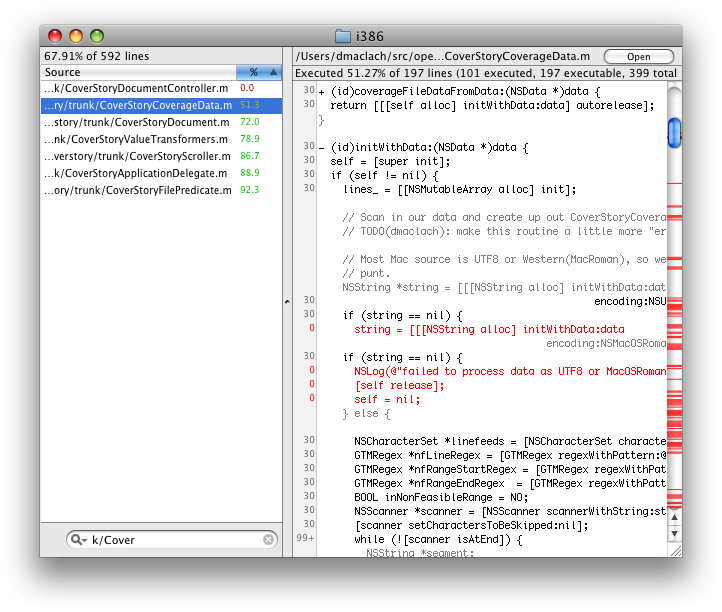 i386
67.91% of 592 lines
Source %
…k/CoverStoryDocumentController.m 0.0
…ry/trunk/CoverStoryCoverageData.m 51.3
…story/trunk/CoverStoryDocument.m 72.0
…nk/CoverStoryValueTransformers.m 78.9
…verstory/trunk/CoverStoryScroller.m 86.7
…k/CoverStoryApplicationDelegate.m 88.9
…ory/trunk/CoverStoryFilePredicate.m 92.3
k/Cover
/Users/dmaclach/src/ope…CoverStoryCoverageData.m Open
Executed 51.27% of 197 lines (101 executed, 197 executable, 399 total
30 + (id)coverageFileDataFromData:(NSData *)data {
30 return [[[self alloc] initWithData:data] autorelease];
}
30 - (id)initWithData:(NSData *)data {
30 self = [super init];
30 if (self != nil) {
30 lines_ = [[NSMutableArray alloc] init];
// Scan in our data and create up out CoverStoryCovera
// TODO(dmaclach): make this routine a little more "er
// Most Mac source is UTF8 or Western(MacRoman), so we
// punt.
NSString *string = [[[NSString alloc] initWithData:dat
30 encoding:NSU
30 if (string == nil) {
0 string = [[[NSString alloc] initWithData:data
encoding:NSMacOSRoma
30 if (string == nil) {
0 NSLog(@"failed to process data as UTF8 or MacOSRoman
0 [self release];
0 self = nil;
} else {
30 NSCharacterSet *linefeeds = [NSCharacterSet characte
30 GTMRegex *nfLineRegex = [GTMRegex regexWithPattern:@
30 GTMRegex *nfRangeStartRegex = [GTMRegex regexWithPat
30 GTMRegex *nfRangeEndRegex = [GTMRegex regexWithPatt
30 BOOL inNonFeasibleRange = NO;
30 NSScanner *scanner = [NSScanner scannerWithString:st
30 [scanner setCharactersToBeSkipped:nil];
99+ while (![scanner isAtEnd]) {
NSString *segment;